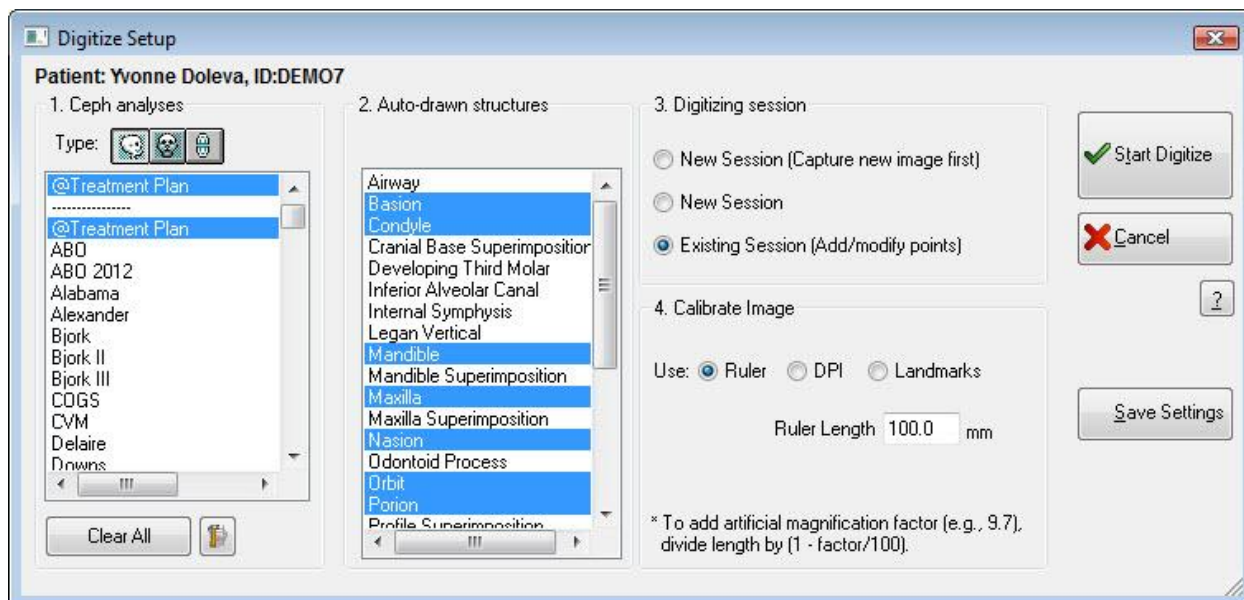 Digitize Setup
Patient: Yvonne Doleva, ID:DEMO7
1. Ceph analyses
Type:
@Treatment Plan
----------------
@Treatment Plan
ABO
ABO 2012
Alabama
Alexander
Bjork
Bjork II
Bjork III
COGS
CVM
Delaire
Downs
Clear All
2. Auto-drawn structures
Airway
Basion
Condyle
Cranial Base Superimposition
Developing Third Molar
Inferior Alveolar Canal
Internal Symphysis
Legan Vertical
Mandible
Mandible Superimposition
Maxilla
Maxilla Superimposition
Nasion
Odontoid Process
Orbit
Porion
Profile Superimposition
3. Digitizing session
New Session (Capture new image first)
New Session
Existing Session (Add/modify points)
4. Calibrate Image
Use: Ruler DPI Landmarks
Ruler Length 100.0 mm
* To add artificial magnification factor (e.g., 9.7),
divide length by (1 - factor/100).
Start Digitize
Cancel
?
Save Settings